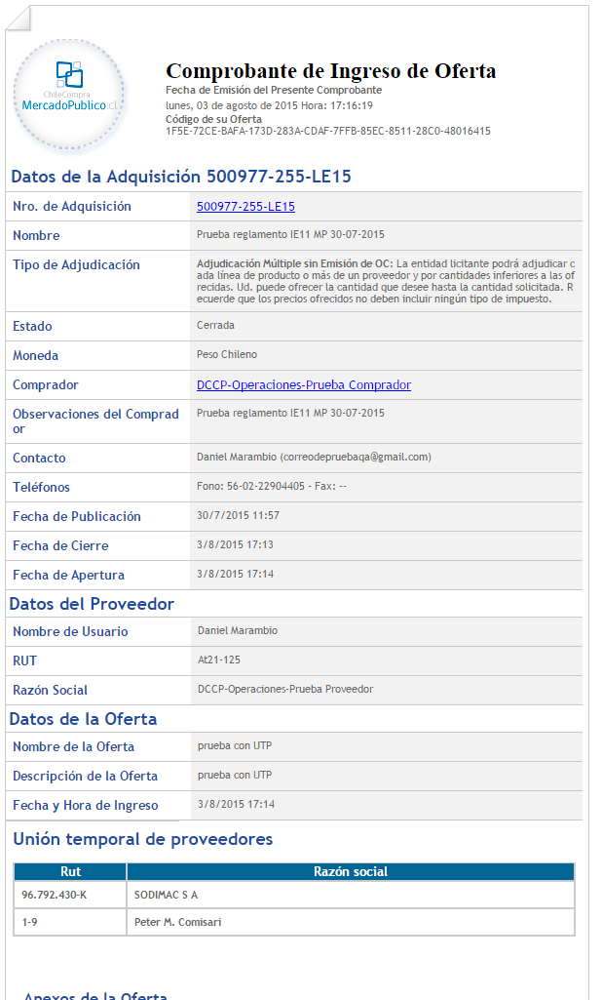 ChileCompra
MercadoPublico.cl
Comprobante de Ingreso de Oferta
Fecha de Emisión del Presente Comprobante
lunes, 03 de agosto de 2015 Hora: 17:16:19
Código de su Oferta
1F5E-72CE-BAFA-173D-283A-CDAF-7FFB-85EC-8511-28C0-48016415
Datos de la Adquisición 500977-255-LE15
Nro. de Adquisición 500977-255-LE15
Nombre Prueba reglamento IE11 MP 30-07-2015
Tipo de Adjudicación Adjudicación Múltiple sin Emisión de OC: La entidad licitante podrá adjudicar c
ada línea de producto o más de un proveedor y por cantidades inferiores a las of
recidas. Ud. puede ofrecer la cantidad que desee hasta la cantidad solicitada. R
ecuerde que los precios ofrecidos no deben incluir ningún tipo de impuesto.
Estado Cerrada
Moneda Peso Chileno
Comprador DCCP-Operaciones-Prueba Comprador
Observaciones del Comprad Prueba reglamento IE11 MP 30-07-2015
or
Contacto Daniel Marambio (correodepruebaqa@gmail.com)
Teléfonos Fono: 56-02-22904405 - Fax: --
Fecha de Publicación 30/7/2015 11:57
Fecha de Cierre 3/8/2015 17:13
Fecha de Apertura 3/8/2015 17:14
Datos del Proveedor
Nombre de Usuario Daniel Marambio
RUT At21-125
Razón Social DCCP-Operaciones-Prueba Proveedor
Datos de la Oferta
Nombre de la Oferta prueba con UTP
Descripción de la Oferta prueba con UTP
Fecha y Hora de Ingreso 3/8/2015 17:14
Unión temporal de proveedores
Rut Razón social
96.792.430-K SODIMAC S A
1-9 Peter M. Comisari
Anexos de la Oferta